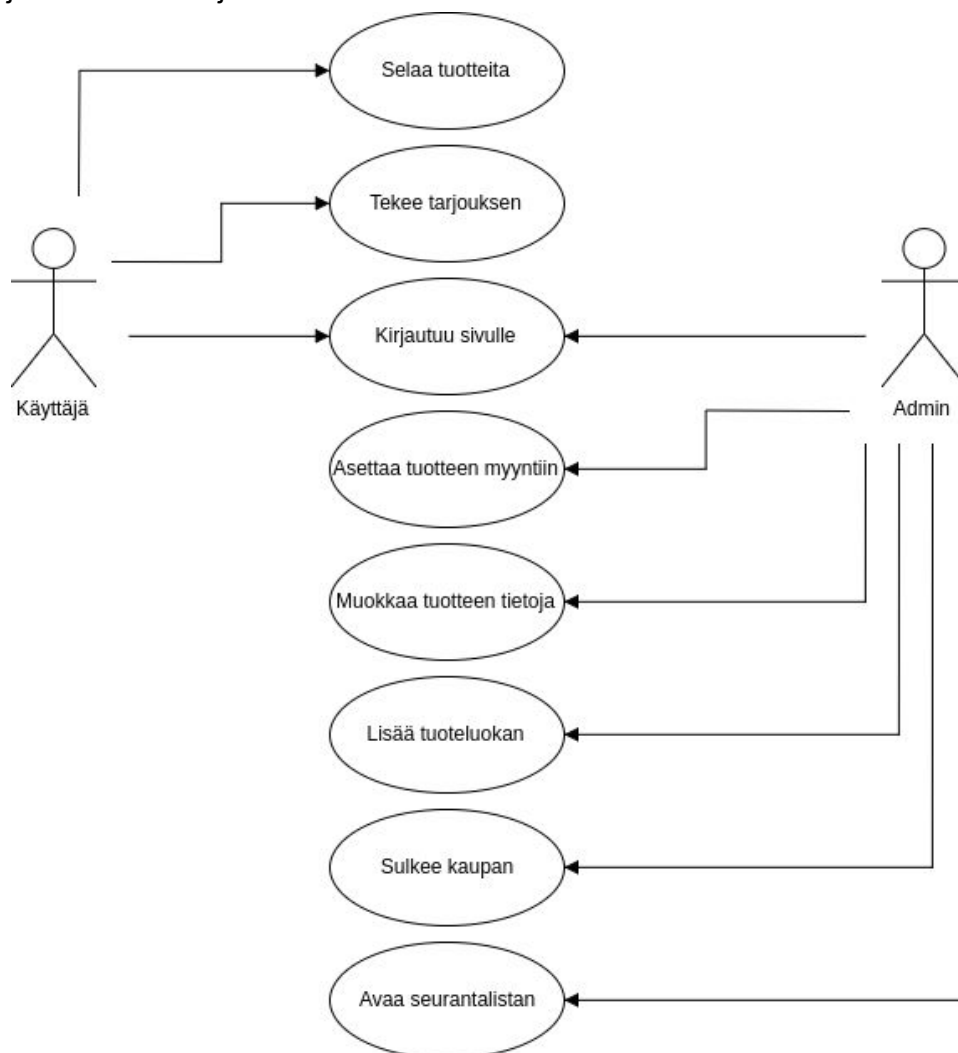 Selaa tuotteita
Tekee tarjouksen
Kirjautuu sivulle
Käyttäjä
Admin
Asettaa tuotteen myyntiin
Muokkaa tuotteen tietoja
Lisää tuoteluokan
Sulkee kaupan
Avaa seurantalistan